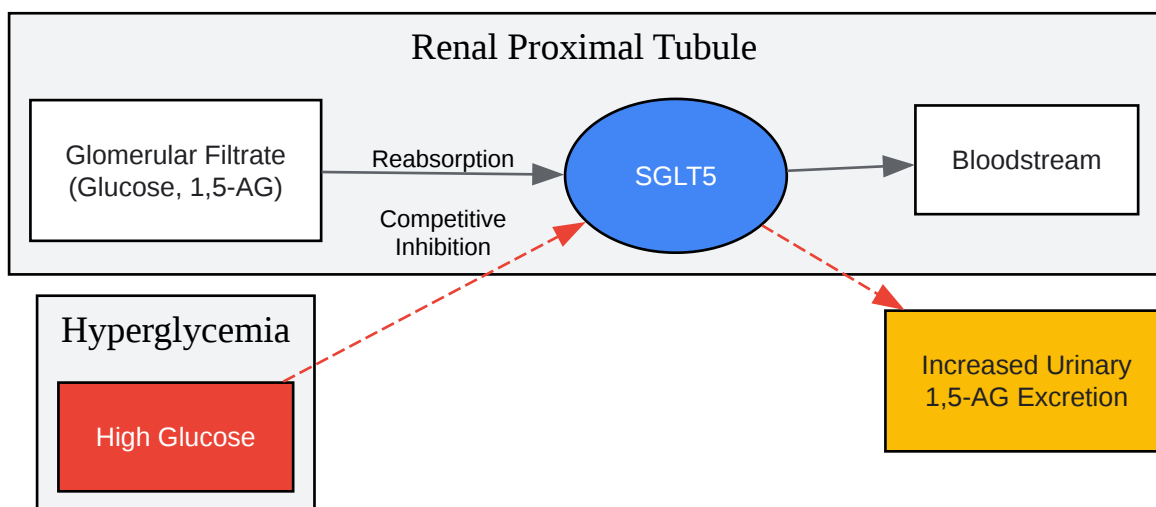 Renal Proximal Tubule
Glomerular Filtrate
(Glucose, 1,5-AG)
Reabsorption
SGLT5
Bloodstream
Competitive
Inhibition
Hyperglycemia
High Glucose
Increased Urinary
1,5-AG Excretion